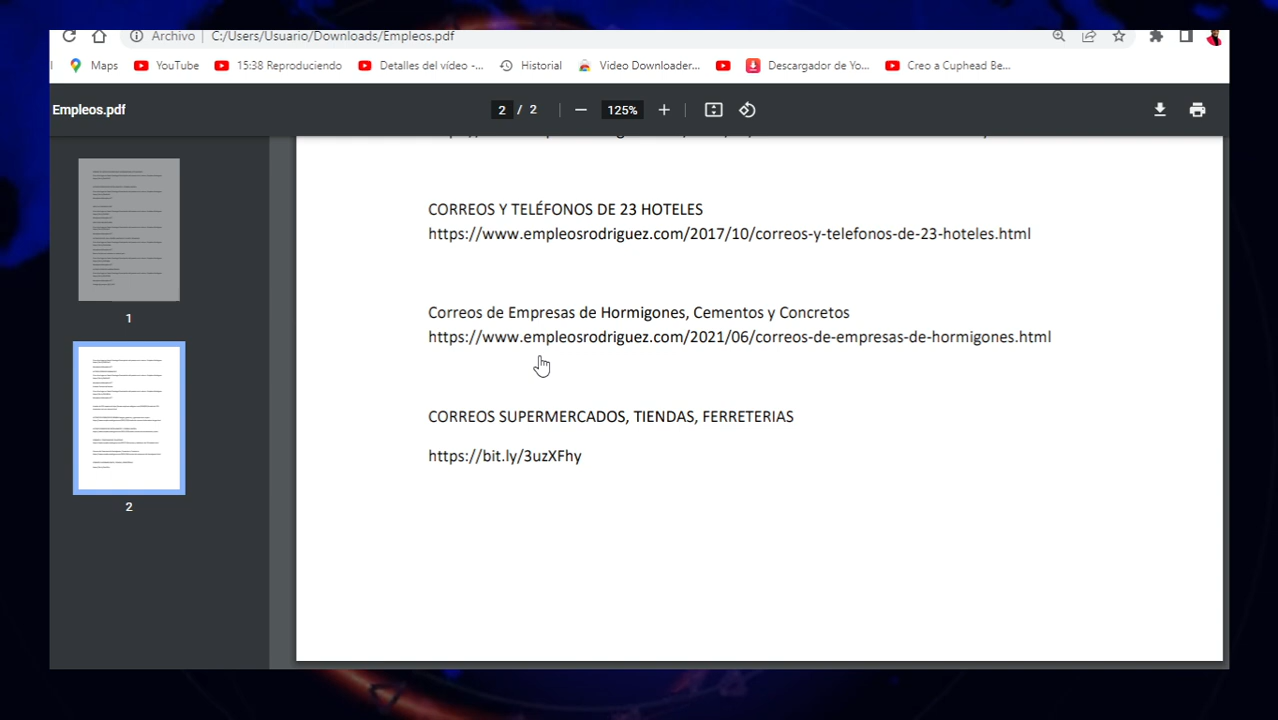 Archivo C:/Users/Usuario/Downloads/Empleos.pdf
Maps YouTube 15:38 Reproduciendo Detalles del vídeo -... Historial Video Downloader... Descargador de Yo... Creo a Cuphead Be...
Empleos.pdf 2 / 2 125%
CORREOS Y TELÉFONOS DE 23 HOTELES
https://www.empleosrodriguez.com/2017/10/correos-y-telefonos-de-23-hoteles.html
Correos de Empresas de Hormigones, Cementos y Concretos
https://www.empleosrodriguez.com/2021/06/correos-de-empresas-de-hormigones.html
CORREOS SUPERMERCADOS, TIENDAS, FERRETERIAS
https://bit.ly/3uzXFhy
1
2